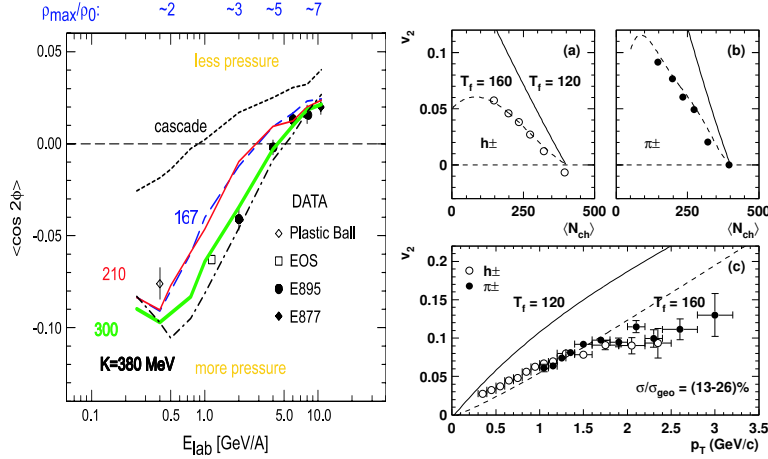 ρmax/ρ0: ~2 ~3 ~5 ~7
<cos 2ϕ>
0.05
0.00
-0.05
-0.10
less pressure
cascade
167
210
300
K=380 MeV
more pressure
DATA
Plastic Ball
EOS
E895
E877
0.1 0.5 1.0 5.0 10.0
Elab [GeV/A]
v2
0.1
0.05
0
(a)
Tf = 160 Tf = 120
h±
0 250 500
⟨Nch⟩
(b)
π±
0 250 500
⟨Nch⟩
v2
0.2
0.15
0.1
0.05
0
(c)
h±
π±
Tf = 120
Tf = 160
σ/σgeo = (13-26)%
0 0.5 1 1.5 2 2.5 3 3.5
pT (GeV/c)